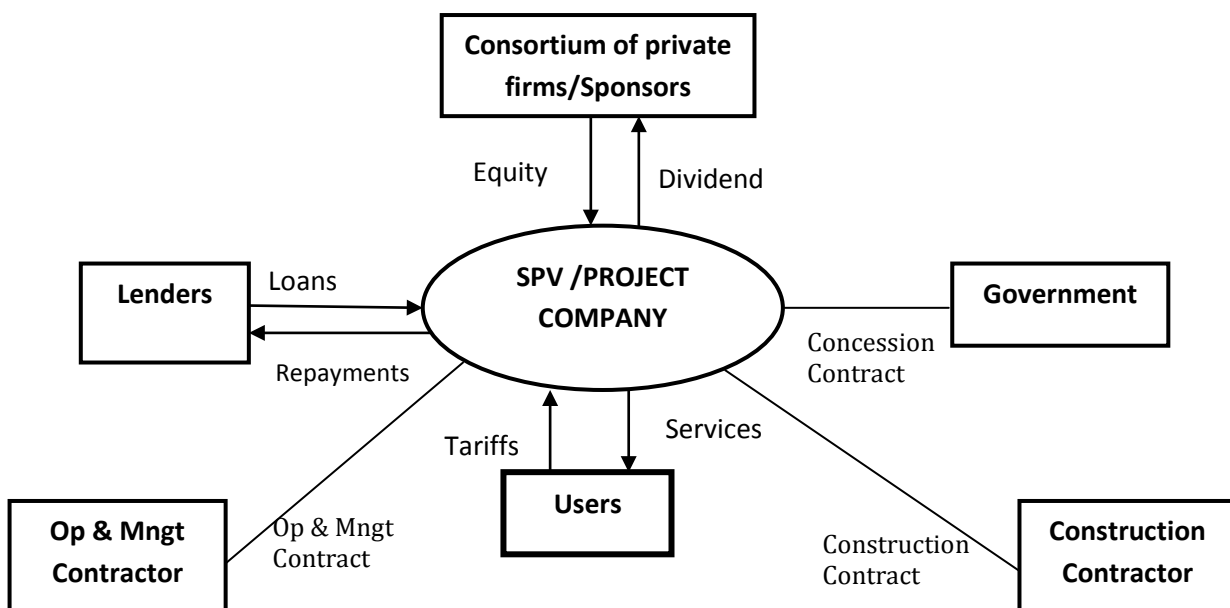 Consortium of private
firms/Sponsors
Equity
Dividend
SPV /PROJECT
COMPANY
Lenders
Loans
Repayments
Government
Concession
Contract
Tariffs
Services
Users
Op & Mngt
Contractor
Op & Mngt
Contract
Construction
Contract
Construction
Contractor